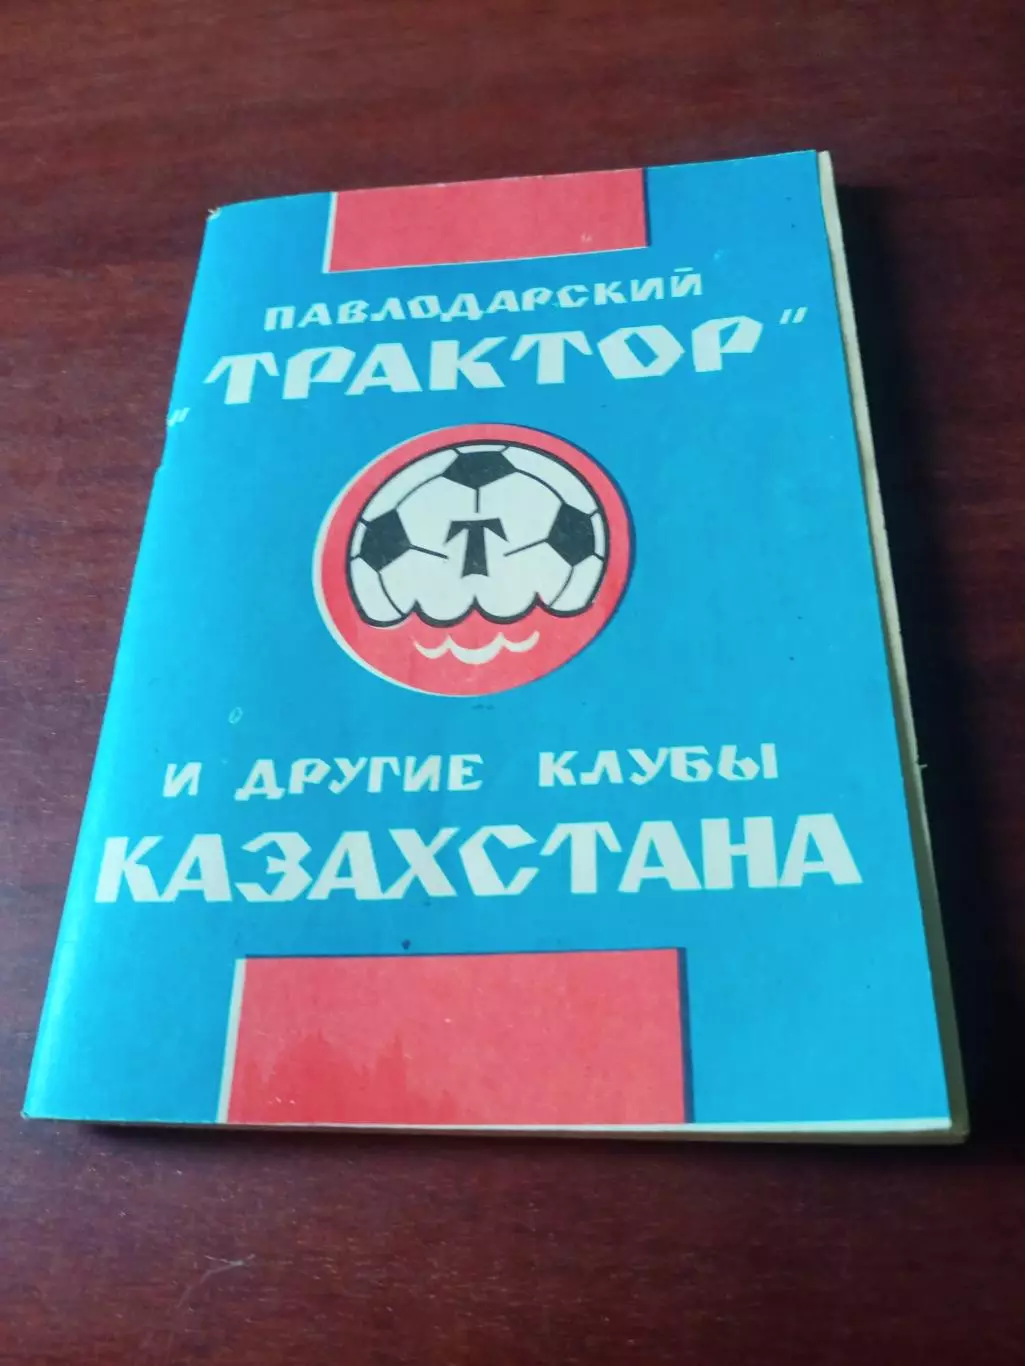 ПАВЛОДАРСКИЙ
„ТРАКТОР"
Т
И ДРУГИЕ КЛУБЫ
КАЗАХСТАНА